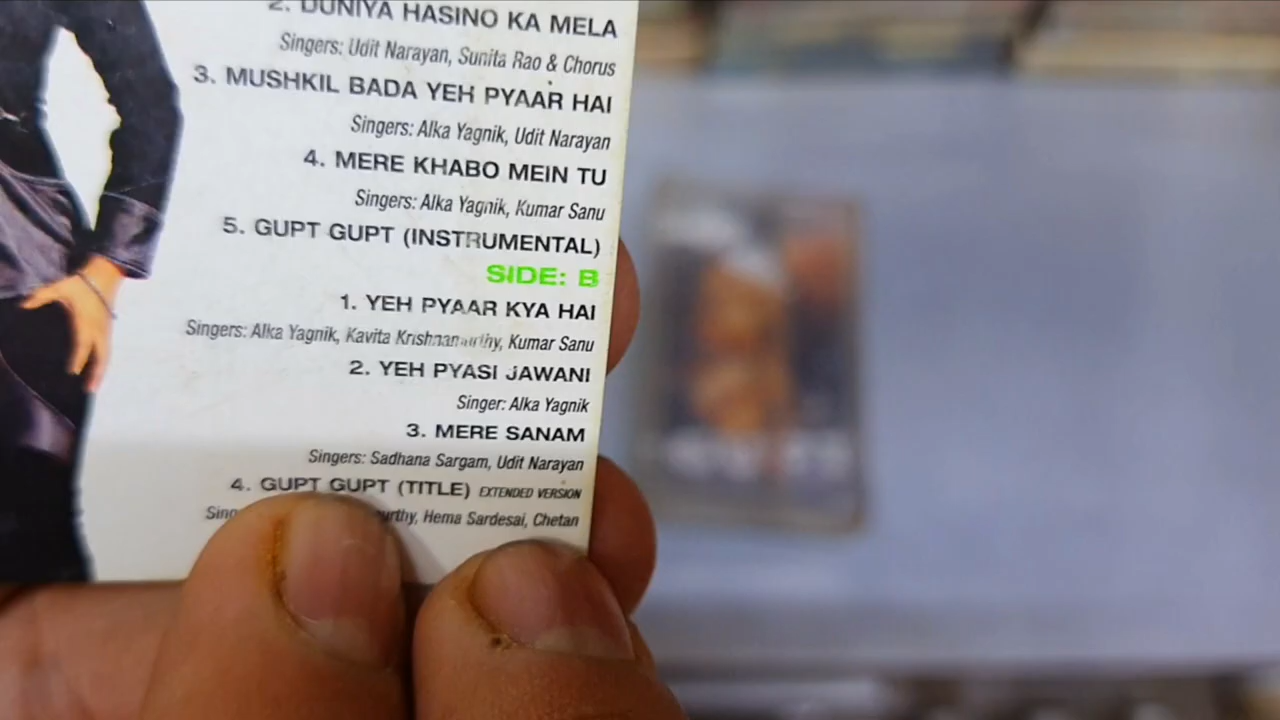 2. DUNIYA HASINO KA MELA
Singers: Udit Narayan, Sunita Rao & Chorus
3. MUSHKIL BADA YEH PYAAR HAI
Singers: Alka Yagnik, Udit Narayan
4. MERE KHABO MEIN TU
Singers: Alka Yagnik, Kumar Sanu
5. GUPT GUPT (INSTRUMENTAL)
SIDE: B
1. YEH PYAAR KYA HAI
Singers: Alka Yagnik, Kavita Krishnamurthy, Kumar Sanu
2. YEH PYASI JAWANI
Singer: Alka Yagnik
3. MERE SANAM
Singers: Sadhana Sargam, Udit Narayan
4. GUPT GUPT (TITLE) EXTENDED VERSION
Hema Sardesai, Chetan